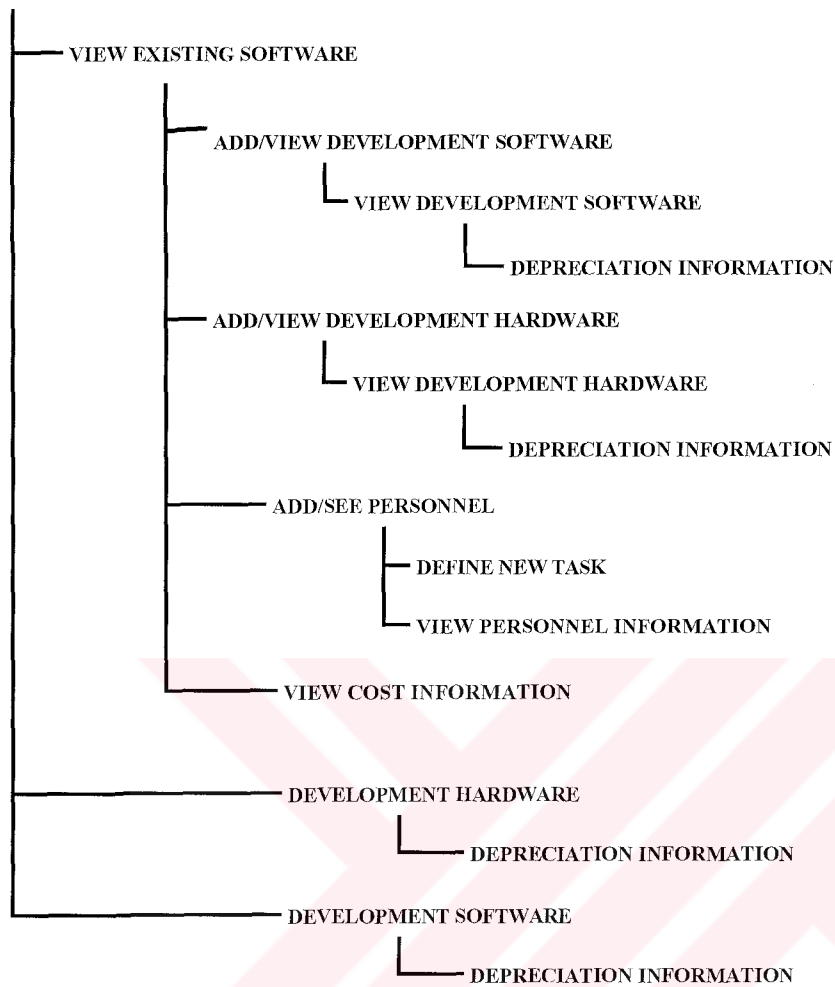 VIEW EXISTING SOFTWARE
ADD/VIEW DEVELOPMENT SOFTWARE
VIEW DEVELOPMENT SOFTWARE
DEPRECIATION INFORMATION
ADD/VIEW DEVELOPMENT HARDWARE
VIEW DEVELOPMENT HARDWARE
DEPRECIATION INFORMATION
ADD/SEE PERSONNEL
DEFINE NEW TASK
VIEW PERSONNEL INFORMATION
VIEW COST INFORMATION
DEVELOPMENT HARDWARE
DEPRECIATION INFORMATION
DEVELOPMENT SOFTWARE
DEPRECIATION INFORMATION